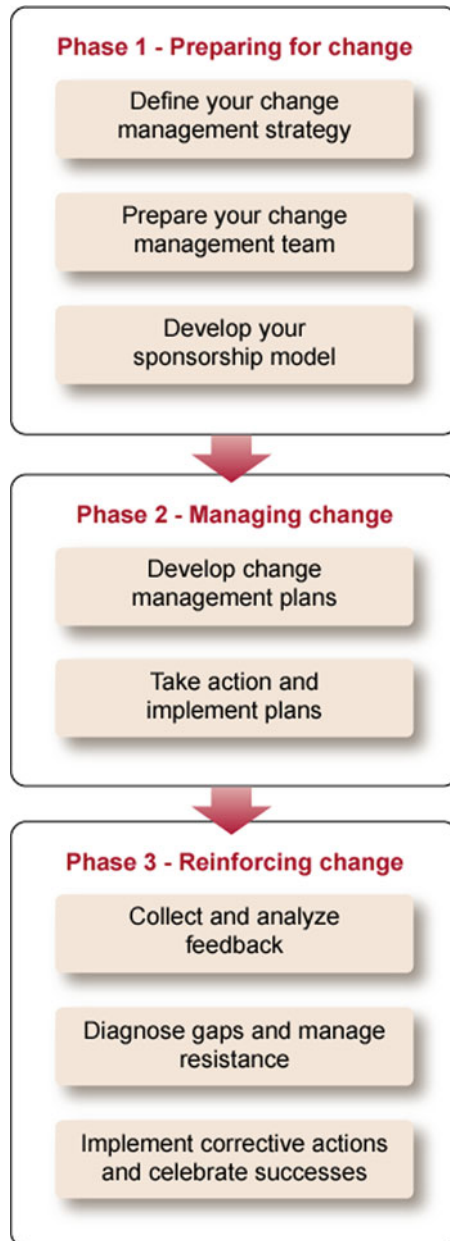 Phase 1 - Preparing for change
Define your change
management strategy
Prepare your change
management team
Develop your
sponsorship model
Phase 2 - Managing change
Develop change
management plans
Take action and
implement plans
Phase 3 - Reinforcing change
Collect and analyze
feedback
Diagnose gaps and manage
resistance
Implement corrective actions
and celebrate successes